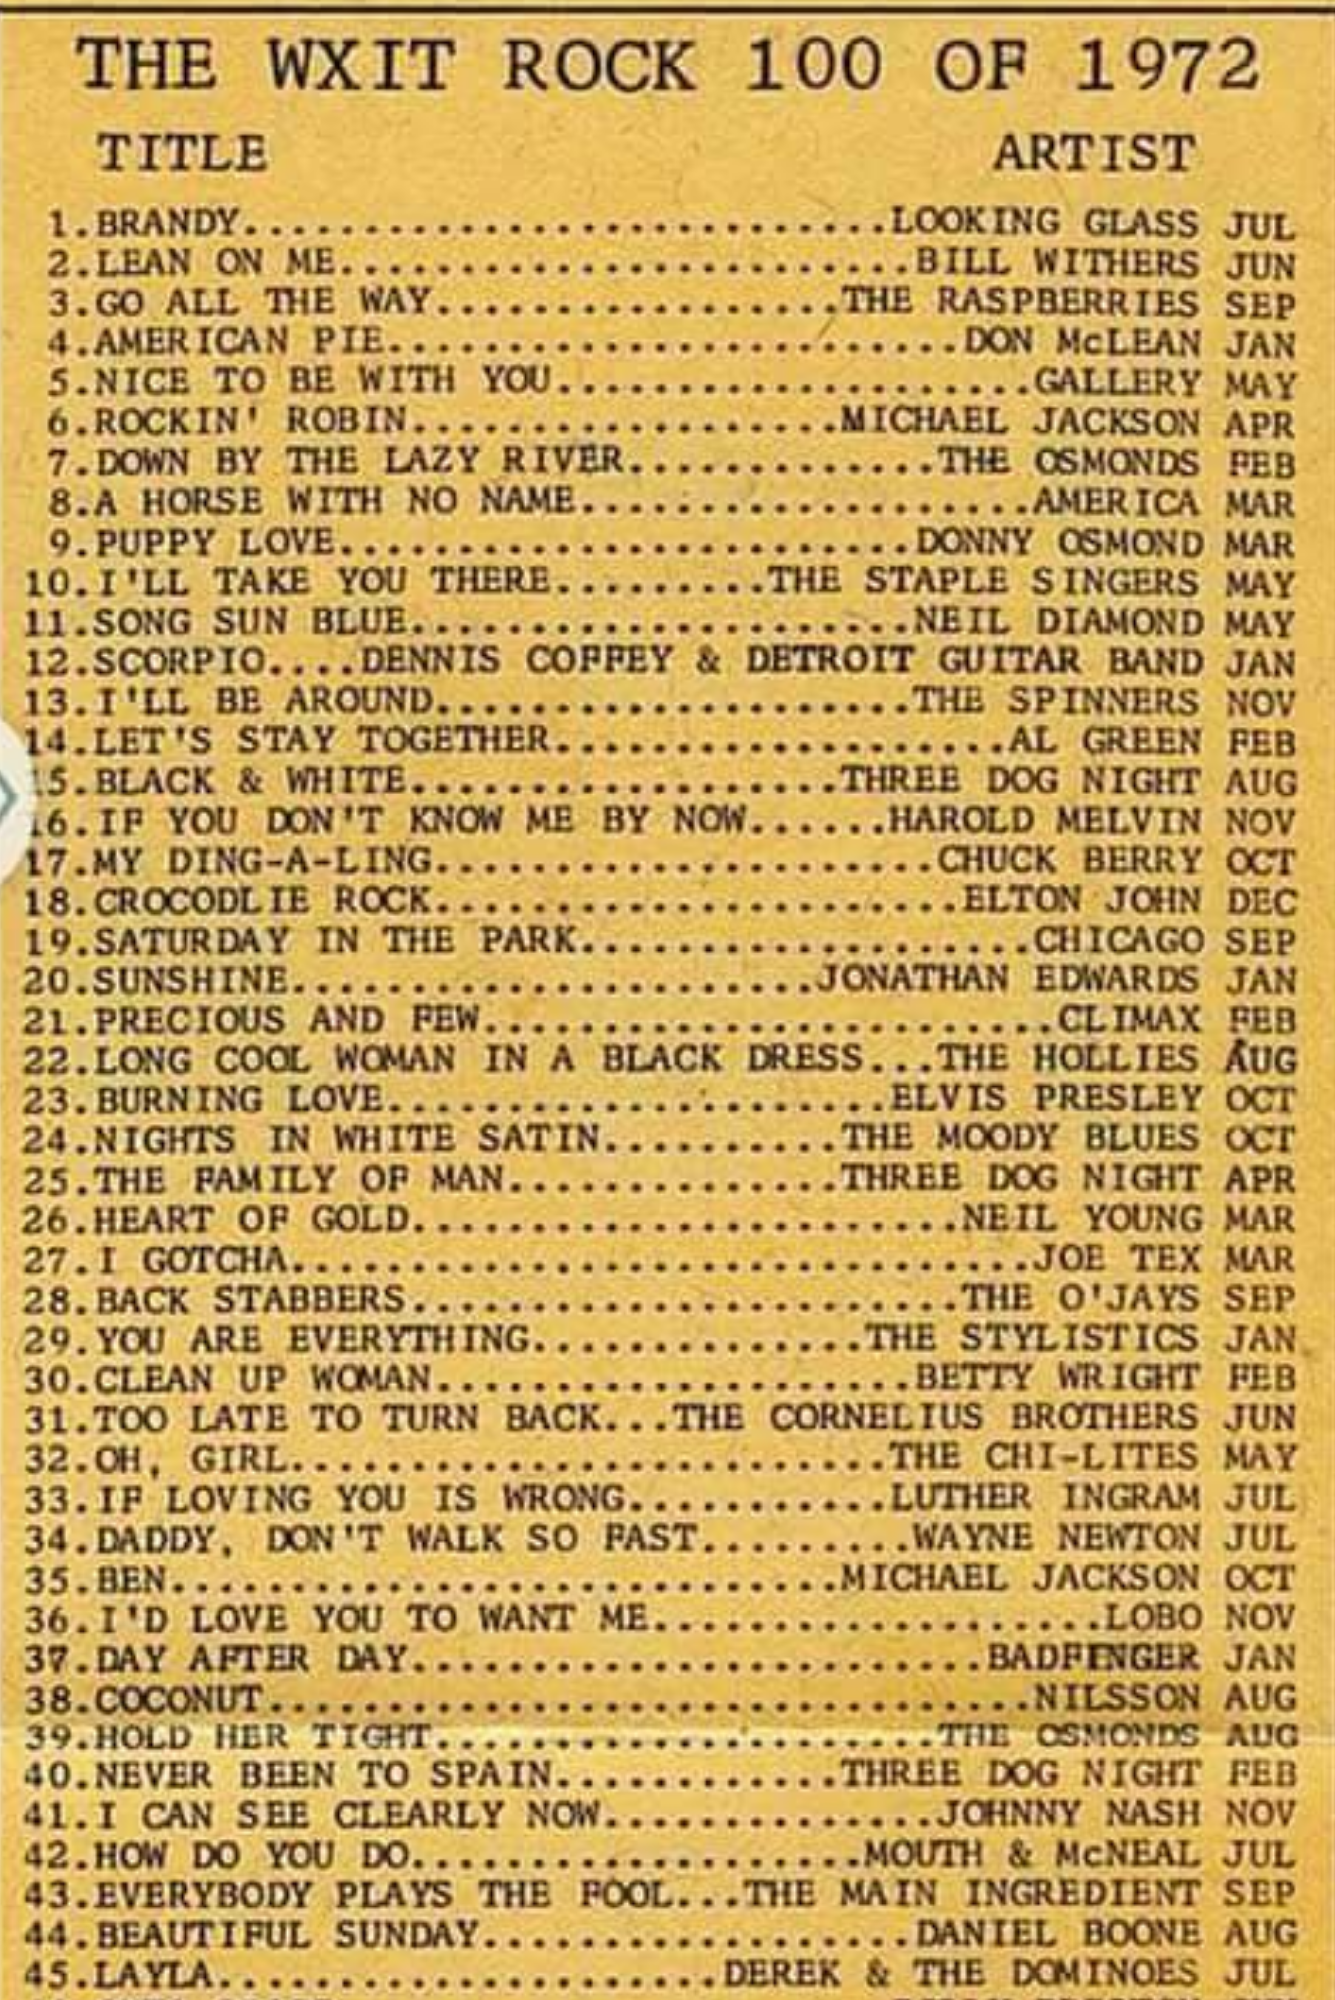 THE WXIT ROCK 100 OF 1972
TITLE ARTIST
1.BRANDY...........................LOOKING GLASS JUL
2.LEAN ON ME........................BILL WITHERS JUN
3.GO ALL THE WAY.................THE RASPBERRIES SEP
4.AMERICAN PIE........................DON McLEAN JAN
5.NICE TO BE WITH YOU....................GALLERY MAY
6.ROCKIN' ROBIN..................MICHAEL JACKSON APR
7.DOWN BY THE LAZY RIVER.............THE OSMONDS FEB
8.A HORSE WITH NO NAME...................AMERICA MAR
9.PUPPY LOVE........................DONNY OSMOND MAR
10.I'LL TAKE YOU THERE.........THE STAPLE SINGERS MAY
11.SONG SUN BLUE.....................NEIL DIAMOND MAY
12.SCORPIO....DENNIS COFFEY & DETROIT GUITAR BAND JAN
13.I'LL BE AROUND....................THE SPINNERS NOV
14.LET'S STAY TOGETHER...................AL GREEN FEB
15.BLACK & WHITE..................THREE DOG NIGHT AUG
16.IF YOU DON'T KNOW ME BY NOW......HAROLD MELVIN NOV
17.MY DING-A-LING.....................CHUCK BERRY OCT
18.CROCODLIE ROCK......................ELTON JOHN DEC
19.SATURDAY IN THE PARK...................CHICAGO SEP
20.SUNSHINE......................JONATHAN EDWARDS JAN
21.PRECIOUS AND FEW........................CLIMAX FEB
22.LONG COOL WOMAN IN A BLACK DRESS...THE HOLLIES AUG
23.BURNING LOVE.....................ELVIS PRESLEY OCT
24.NIGHTS IN WHITE SATIN..........THE MOODY BLUES OCT
25.THE FAMILY OF MAN..............THREE DOG NIGHT APR
26.HEART OF GOLD.......................NEIL YOUNG MAR
27.I GOTCHA...............................JOE TEX MAR
28.BACK STABBERS.......................THE O'JAYS SEP
29.YOU ARE EVERYTHING..............THE STYLISTICS JAN
30.CLEAN UP WOMAN....................BETTY WRIGHT FEB
31.TOO LATE TO TURN BACK...THE CORNELIUS BROTHERS JUN
32.OH, GIRL.........................THE CHI-LITES MAY
33.IF LOVING YOU IS WRONG...........LUTHER INGRAM JUL
34.DADDY, DON'T WALK SO FAST.........WAYNE NEWTON JUL
35.BEN............................MICHAEL JACKSON OCT
36.I'D LOVE YOU TO WANT ME...................LOBO NOV
37.DAY AFTER DAY........................BADFINGER JAN
38.COCONUT................................NILSSON AUG
39.HOLD HER TIGHT.....................THE OSMONDS AUG
40.NEVER BEEN TO SPAIN............THREE DOG NIGHT FEB
41.I CAN SEE CLEARLY NOW..............JOHNNY NASH NOV
42.HOW DO YOU DO...................MOUTH & McNEAL JUL
43.EVERYBODY PLAYS THE FOOL...THE MAIN INGREDIENT SEP
44.BEAUTIFUL SUNDAY..................DANIEL BOONE AUG
45.LAYLA.....................DEREK & THE DOMINOES JUL